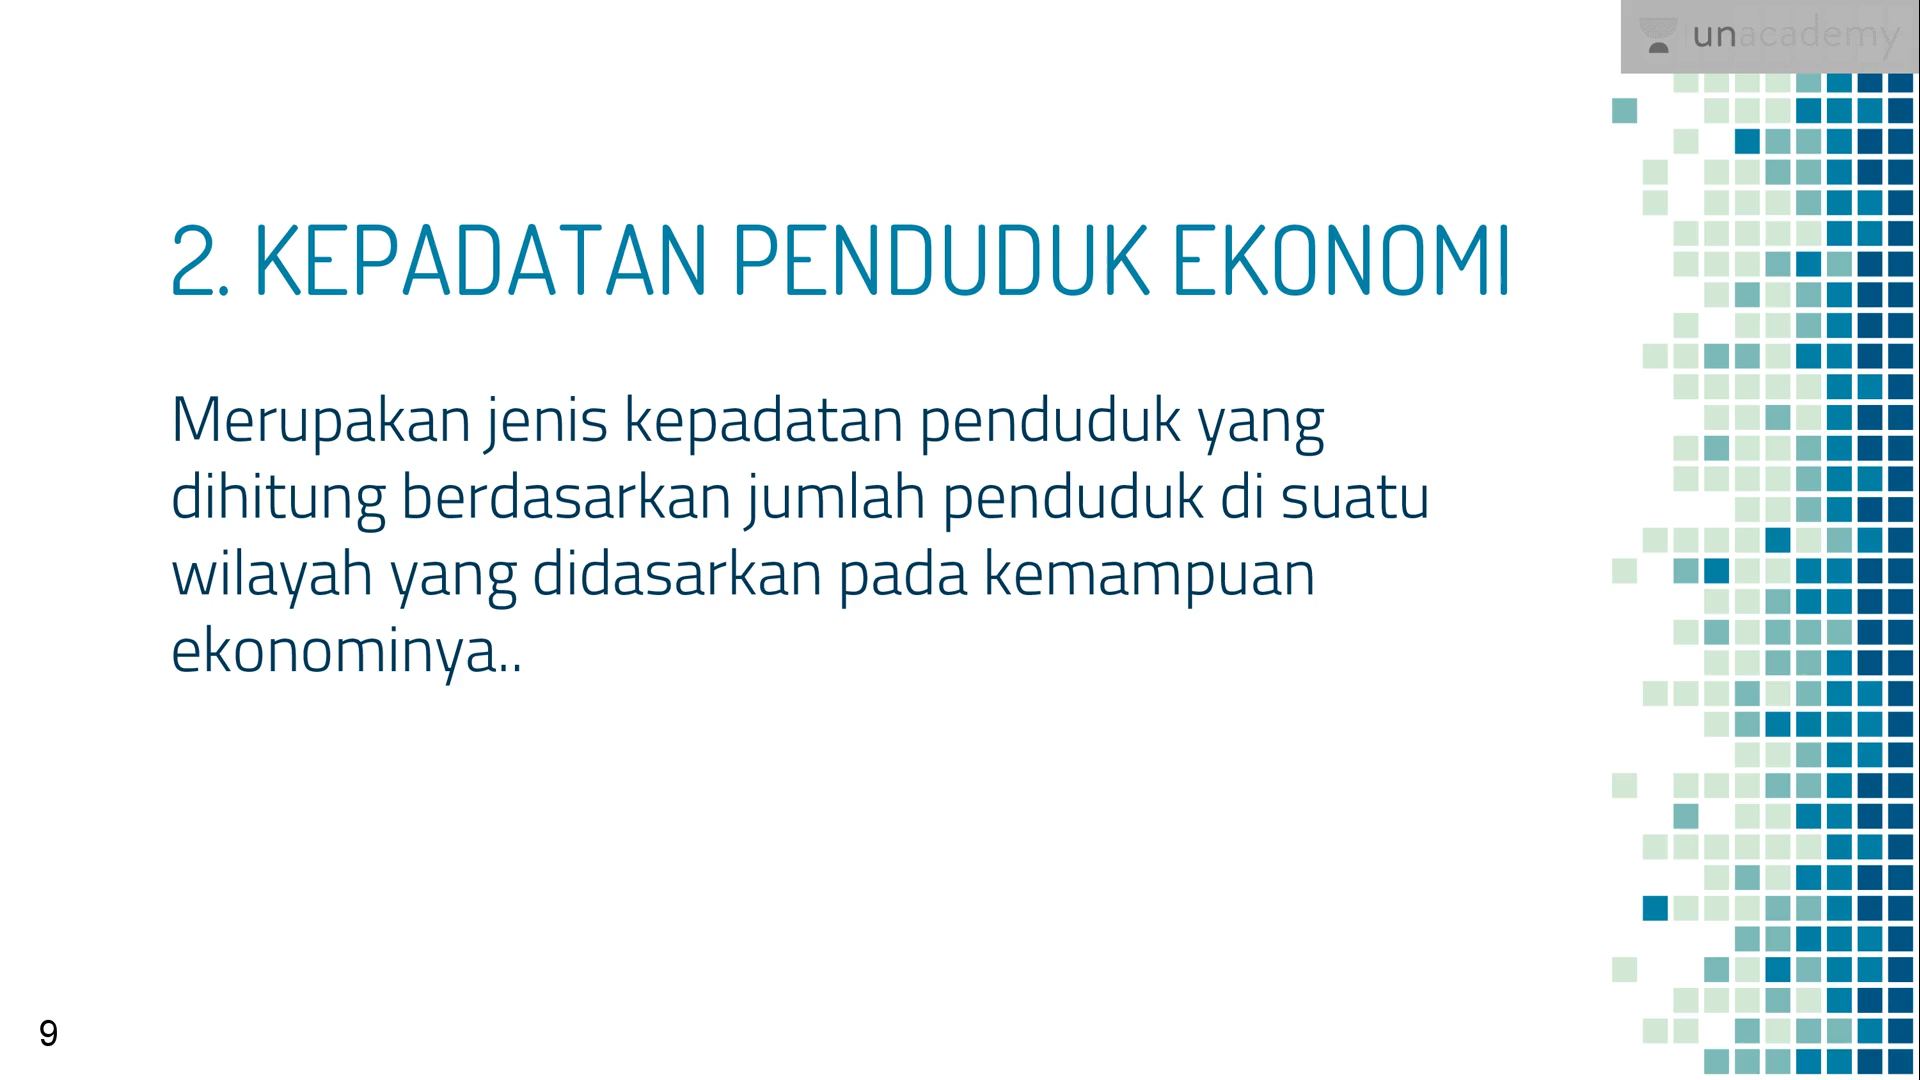 unacademy
2. KEPADATAN PENDUDUK EKONOMI
Merupakan jenis kepadatan penduduk yang
dihitung berdasarkan jumlah penduduk di suatu
wilayah yang didasarkan pada kemampuan
ekonominya..
9